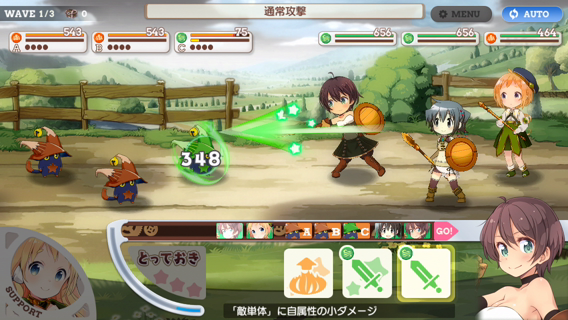 WAVE 1/3 0
通常攻撃
MENU
AUTO
543
A
543
B
75
C
656
656
464
348
A B C GO!
とっておき
SUPPORT
「敵単体」に自属性の小ダメージ